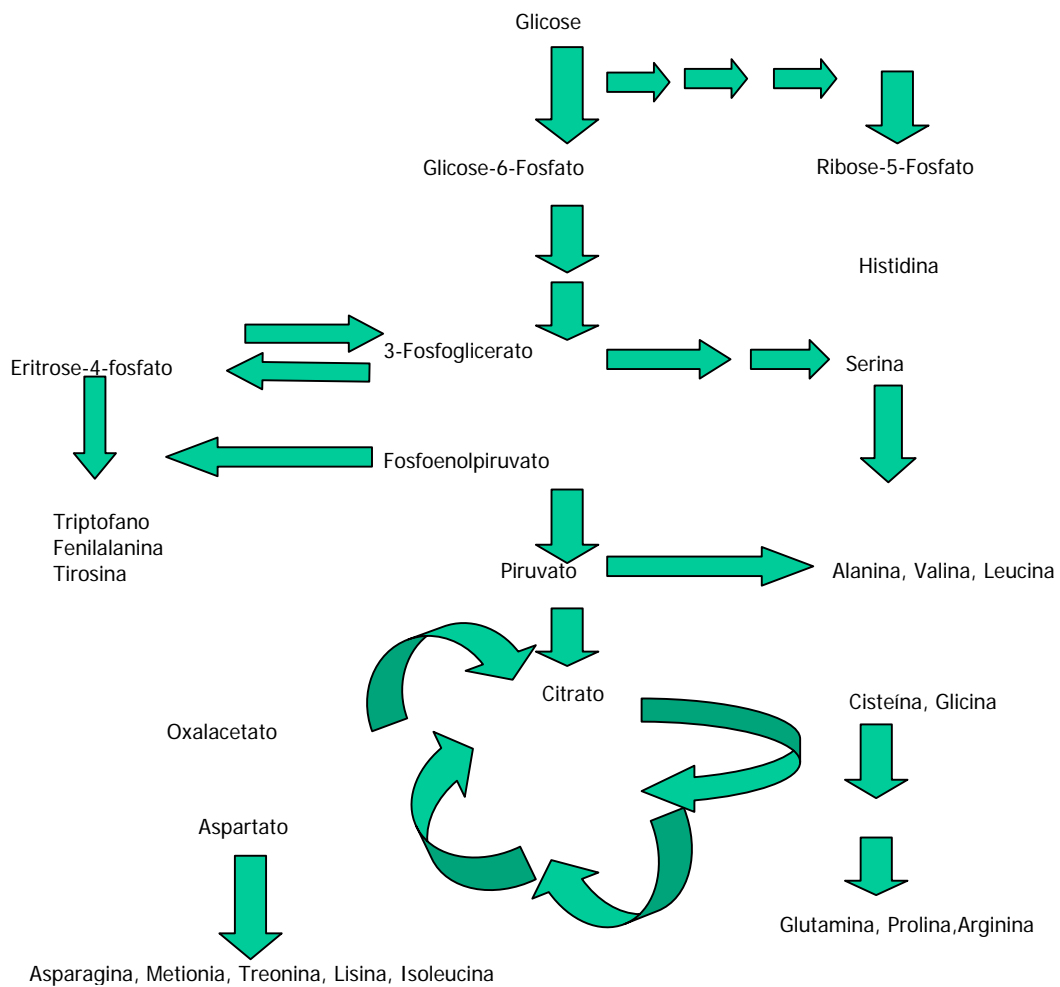 Glicose
Glicose-6-Fosfato
Ribose-5-Fosfato
Histidina
3-Fosfoglicerato
Eritrose-4-fosfato
Serina
Fosfoenolpiruvato
Triptofano
Fenilalanina
Tirosina
Piruvato
Alanina, Valina, Leucina
Citrato
Cisteína, Glicina
Oxalacetato
Aspartato
Glutamina, Prolina,Arginina
Asparagina, Metionia, Treonina, Lisina, Isoleucina